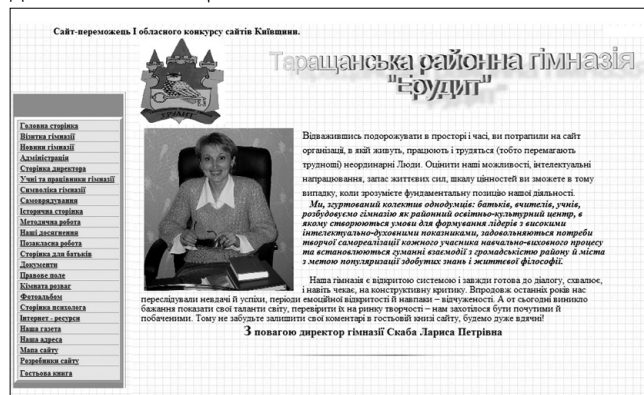 Сайт-переможець I обласного конкурсу сайтів Київщини.
Таращанська районна гімназія
"Ерудит"
ЕРУДИТ
Головна сторінка
Візитка гімназії
Новини гімназії
Адміністрація
Сторінка директора
Учні та працівники гімназії
Символіка гімназії
Самоврядування
Історична сторінка
Методична робота
Наші досягнення
Позакласна робота
Сторінка для батьків
Документи
Правове поле
Кімната розваг
Фотоальбом
Сторінка психолога
Інтернет - ресурси
Наша газета
Наша адреса
Мапа сайту
Розробники сайту
Гостьова книга
Відважившись подорожувати в просторі і часі, ви потрапили на сайт
організації, в якій живуть, працюють і трудяться (тобто перемагають
труднощі) неординарні Люди. Оцінити наші можливості, інтелектуальні
напрацювання, запас життєвих сил, шкалу цінностей ви зможете в тому
випадку, коли зрозумієте фундаментальну позицію нашої діяльності.
Ми, згуртований колектив однодумців: батьків, вчителів, учнів,
розбудовуємо гімназію як районний освітньо-культурний центр, в
якому створюються умови для формування лідерів з високими
інтелектуально-духовними показниками, задовольняються потреби
творчої самореалізації кожного учасника навчально-виховного процесу
та встановлюються гуманні взаємодії з громадськістю району й міста
з метою популяризації здобутих знань і життєвої філософії.
Наша гімназія є відкритою системою і завжди готова до діалогу, схвалює,
і навіть чекає, на конструктивну критику. Впродовж останніх років нас
переслідували невдачі й успіхи, періоди емоційної відкритості й навпаки – відчуженості. А от сьогодні виникло
бажання показати свої таланти світу, перевірити їх на ринку творчості – нам захотілося бути почутими й
побаченими. Тому не забудьте залишити свої коментарі в гостьовій книзі сайту, будемо дуже вдячні!
З повагою директор гімназії Скаба Лариса Петрівна